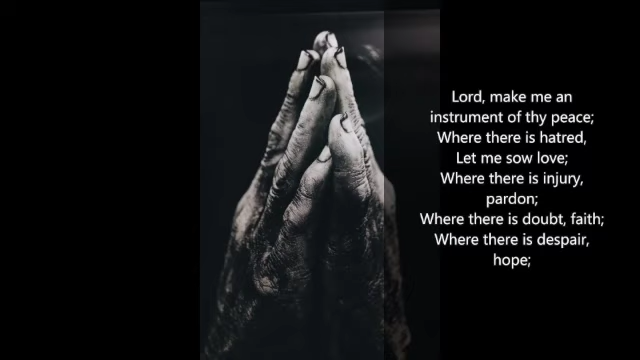 Lord, make me an
instrument of thy peace;
Where there is hatred,
Let me sow love;
Where there is injury,
pardon;
Where there is doubt, faith;
Where there is despair,
hope;